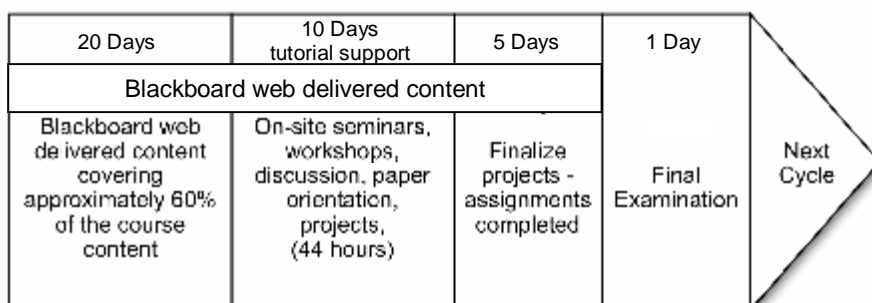 20 Days
10 Days
tutorial support
5 Days
1 Day
Blackboard web delivered content
Blackboard web
delivered content
covering
approximately 60%
of the course
content
On-site seminars,
workshops,
discussion, paper
orientation,
projects,
(44 hours)
Finalize
projects -
assignments
completed
Final
Examination
Next
Cycle